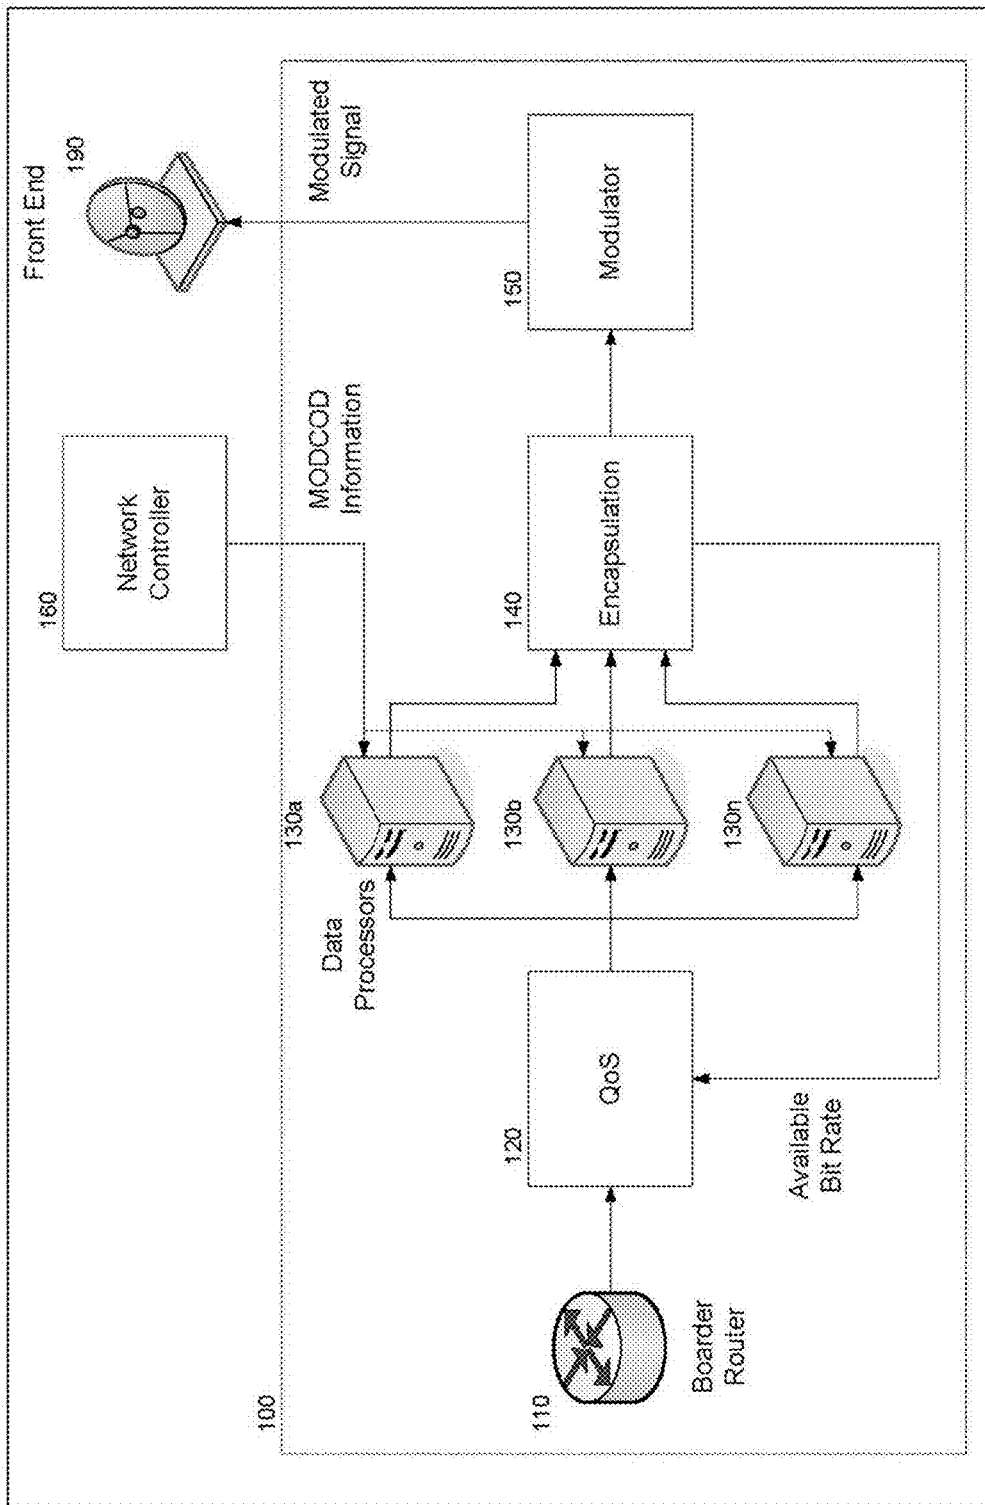 Front End
190
Network
Controller
160
100
MODCOD
Information
Modulated
Signal
Data
Processors
130a
130b
130n
110
Boarder
Router
120
QoS
140
Encapsulation
150
Modulator
Available
Bit Rate